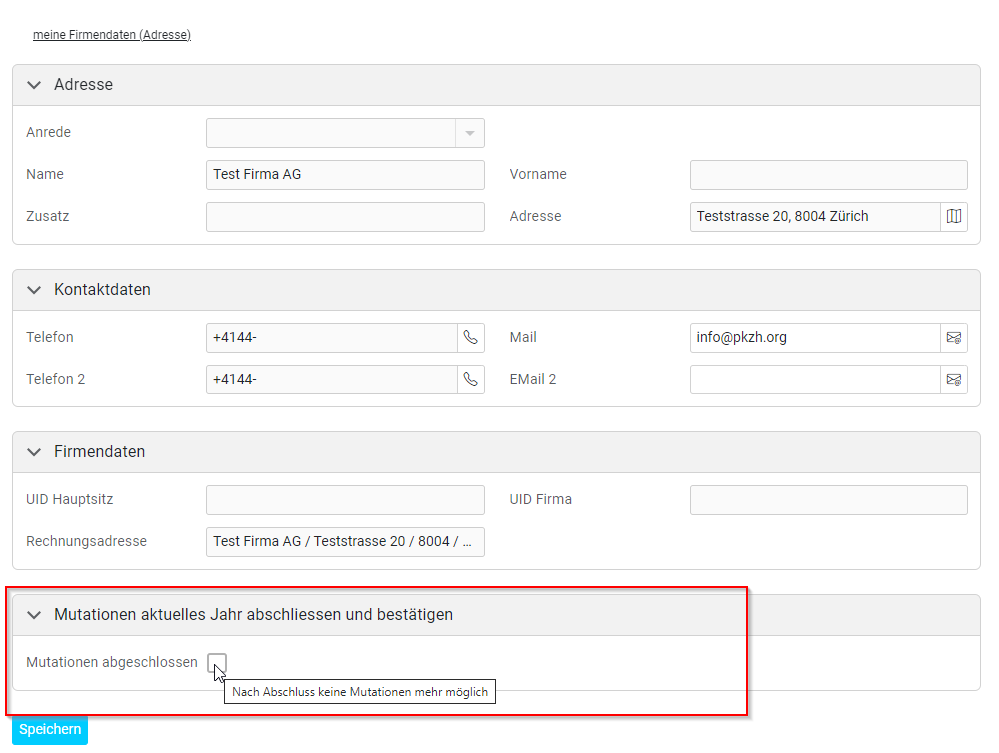 meine Firmendaten (Adresse)
Adresse
Anrede
Name Test Firma AG Vorname
Zusatz Adresse Teststrasse 20, 8004 Zürich
Kontaktdaten
Telefon +4144- Mail info@pkzh.org
Telefon 2 +4144- EMail 2
Firmendaten
UID Hauptsitz UID Firma
Rechnungsadresse Test Firma AG / Teststrasse 20 / 8004 / ...
Mutationen aktuelles Jahr abschliessen und bestätigen
Mutationen abgeschlossen
Nach Abschluss keine Mutationen mehr möglich
Speichern